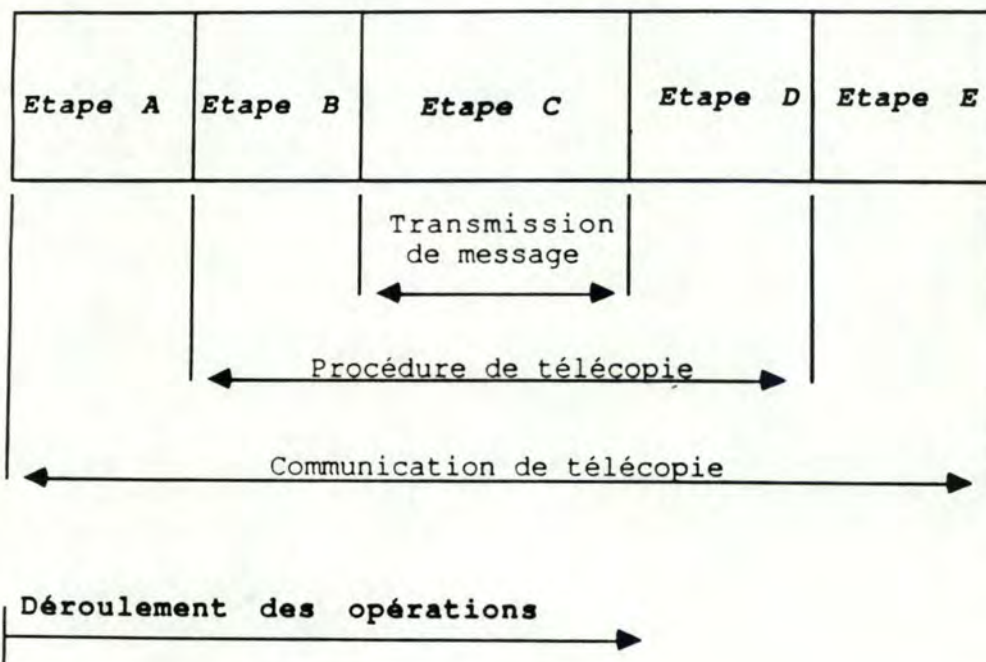 Etape A Etape B Etape C Etape D Etape E
Transmission
de message
Procédure de télécopie
Communication de télécopie
Déroulement des opérations